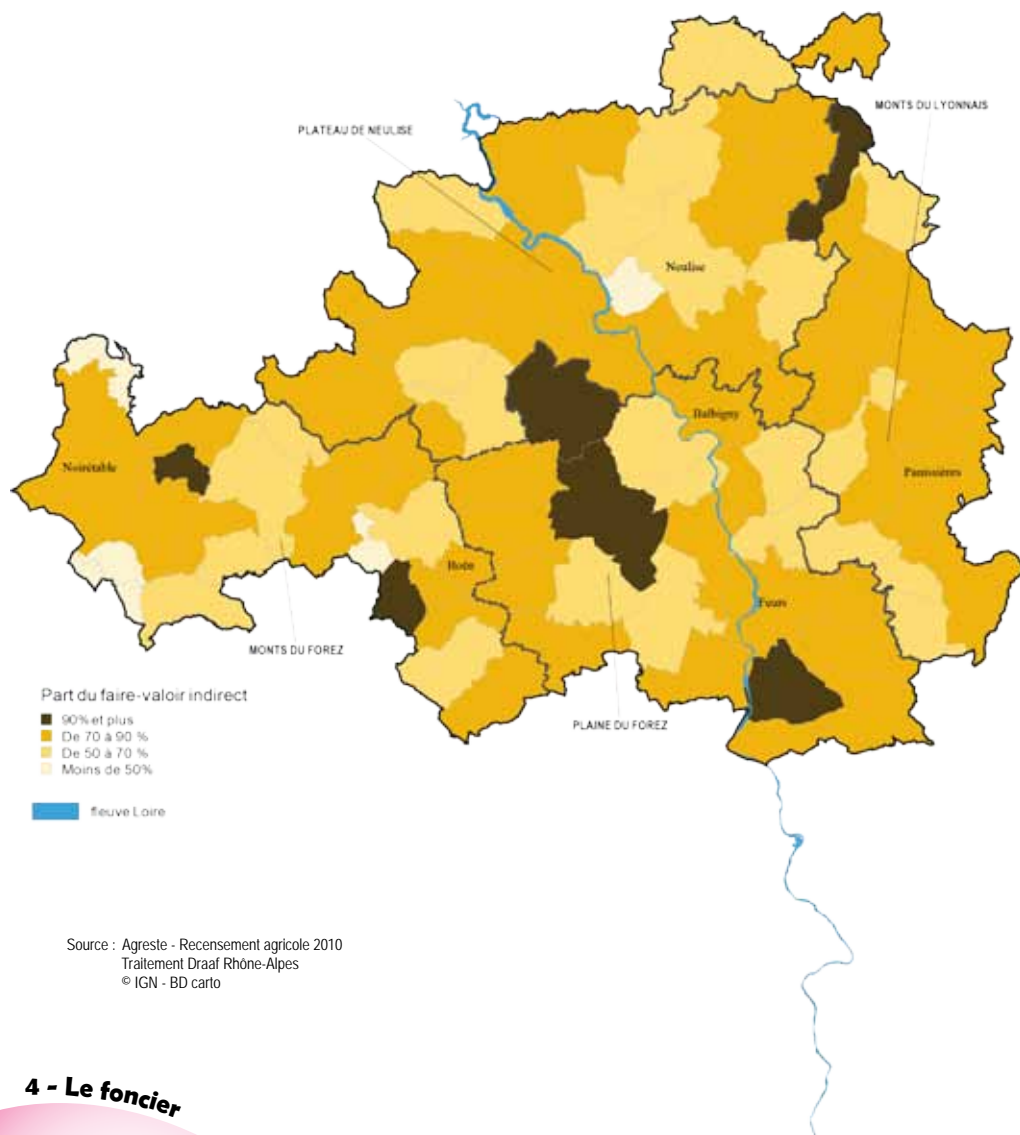 MONTS DU LYONNAIS
PLATEAU DE NEULISE
Neulise
Balbigny
Noirétable
Panissières
Boën
Feurs
MONTS DU FOREZ
PLAINE DU FOREZ
Part du faire-valoir indirect
90% et plus
De 70 à 90 %
De 50 à 70 %
Moins de 50%
fleuve Loire
Source : Agreste - Recensement agricole 2010
Traitement Draaf Rhône-Alpes
© IGN - BD carto
4 - Le foncier